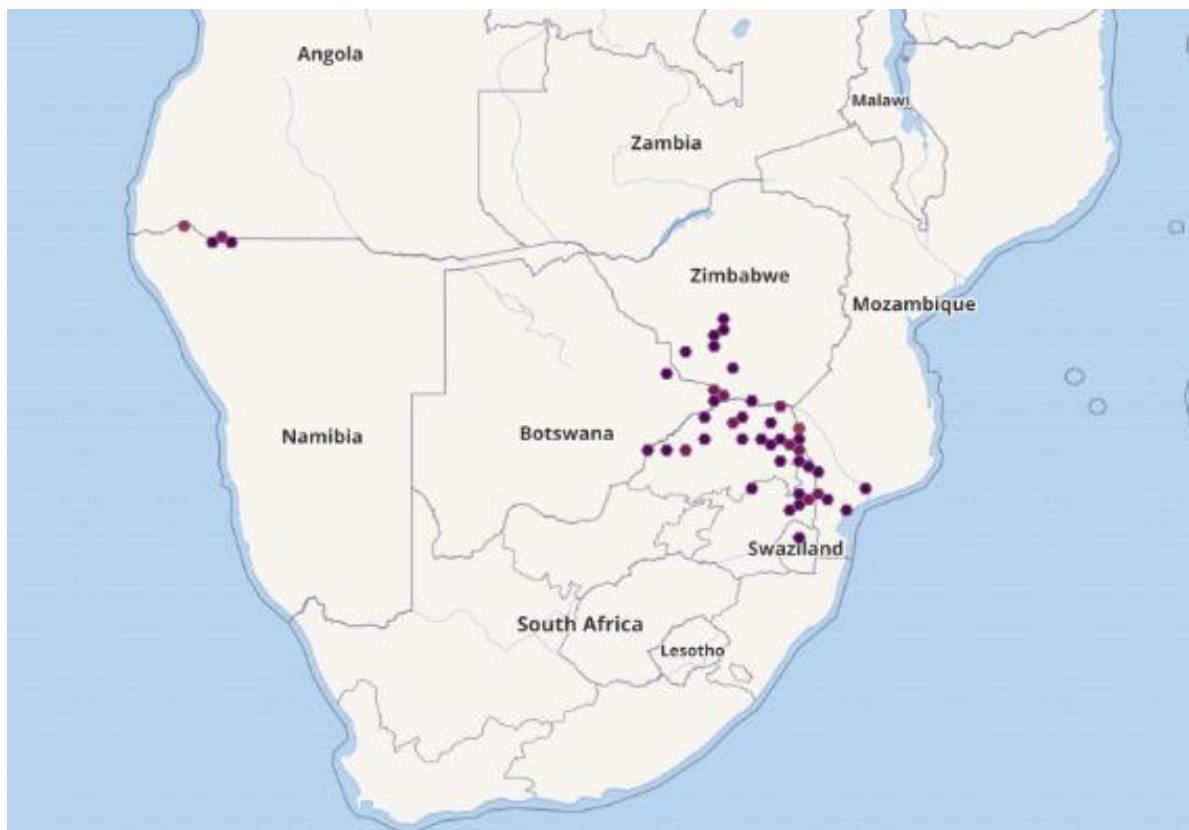 Angola
Malawi
Zambia
Zimbabwe
Mozambique
Namibia
Botswana
Swaziland
South Africa
Lesotho